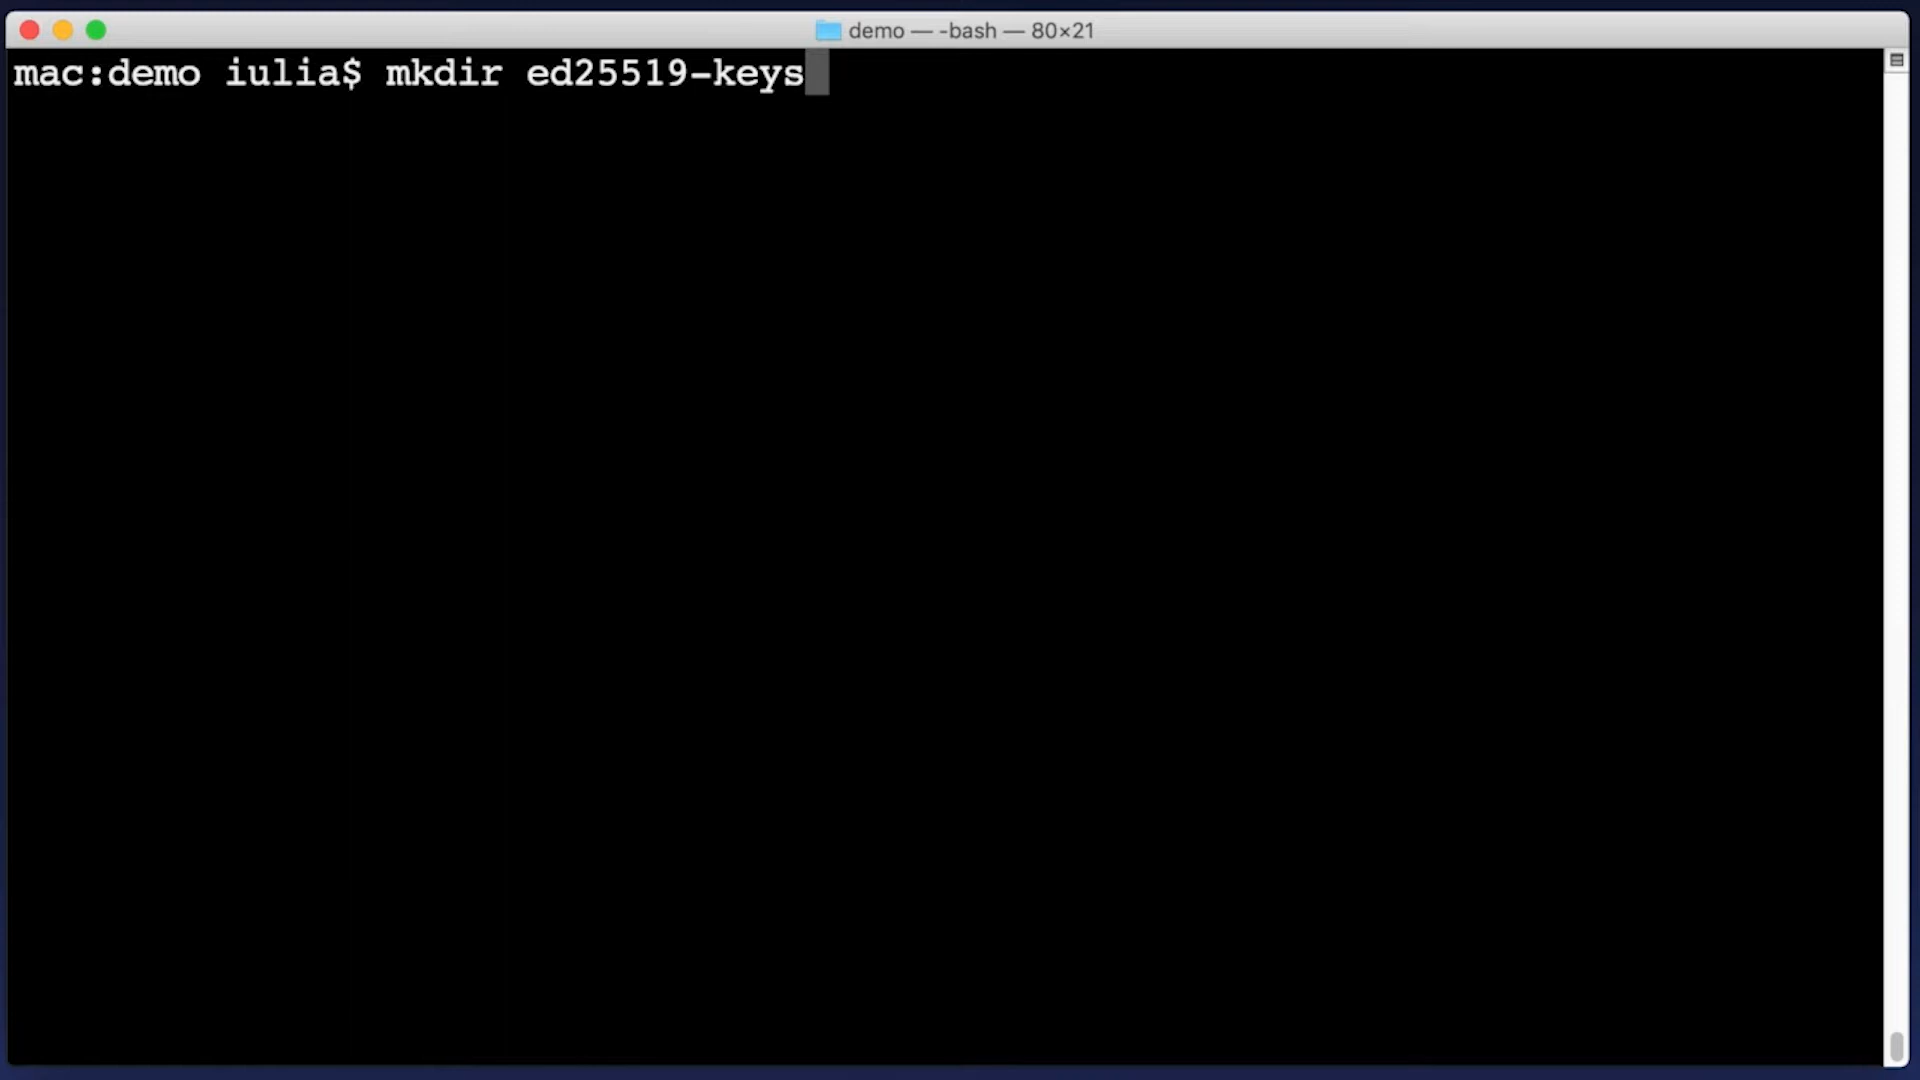 demo — -bash — 80×21
mac:demo iulia$ mkdir ed25519-keys